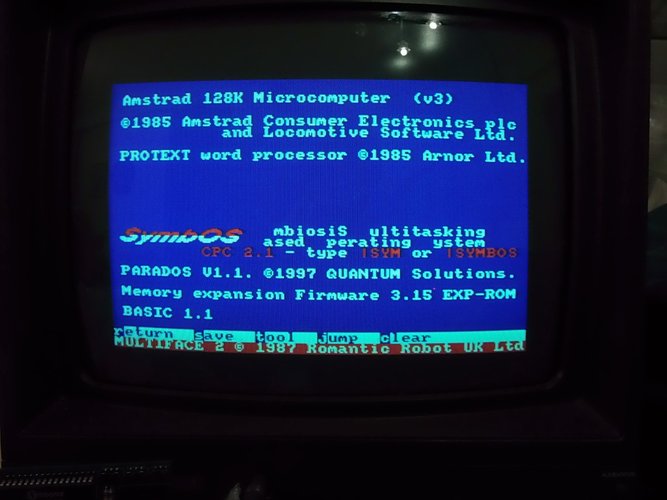 Amstrad 128K Microcomputer (v3)
©1985 Amstrad Consumer Electronics plc
and Locomotive Software Ltd.
PROTEXT word processor ©1985 Arnor Ltd.
SymbOS mbiosiS ultitasking
ased perating ystem
CPC 2.1 - type |SYM or |SYMBOS
PARADOS V1.1. ©1997 QUANTUM Solutions.
Memory expansion Firmware 3.15 EXP-ROM
BASIC 1.1
return save tool jump clear
MULTIFACE 2 © 1987 Romantic Robot UK Ltd